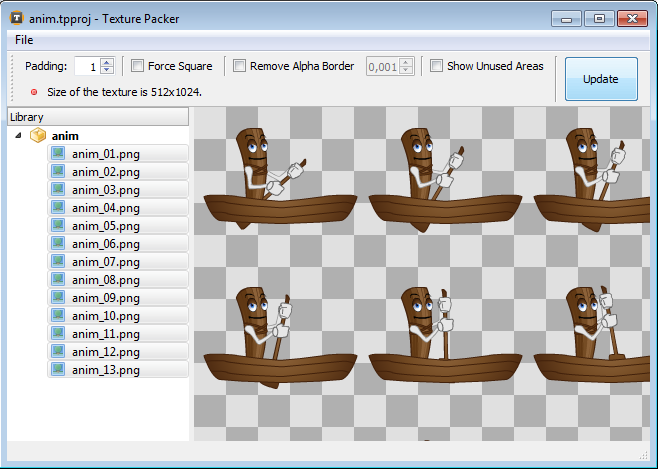 anim.tpproj - Texture Packer
File
Padding: 1 Force Square Remove Alpha Border 0,001 Show Unused Areas Update
Size of the texture is 512x1024.
Library
anim
anim_01.png
anim_02.png
anim_03.png
anim_04.png
anim_05.png
anim_06.png
anim_07.png
anim_08.png
anim_09.png
anim_10.png
anim_11.png
anim_12.png
anim_13.png